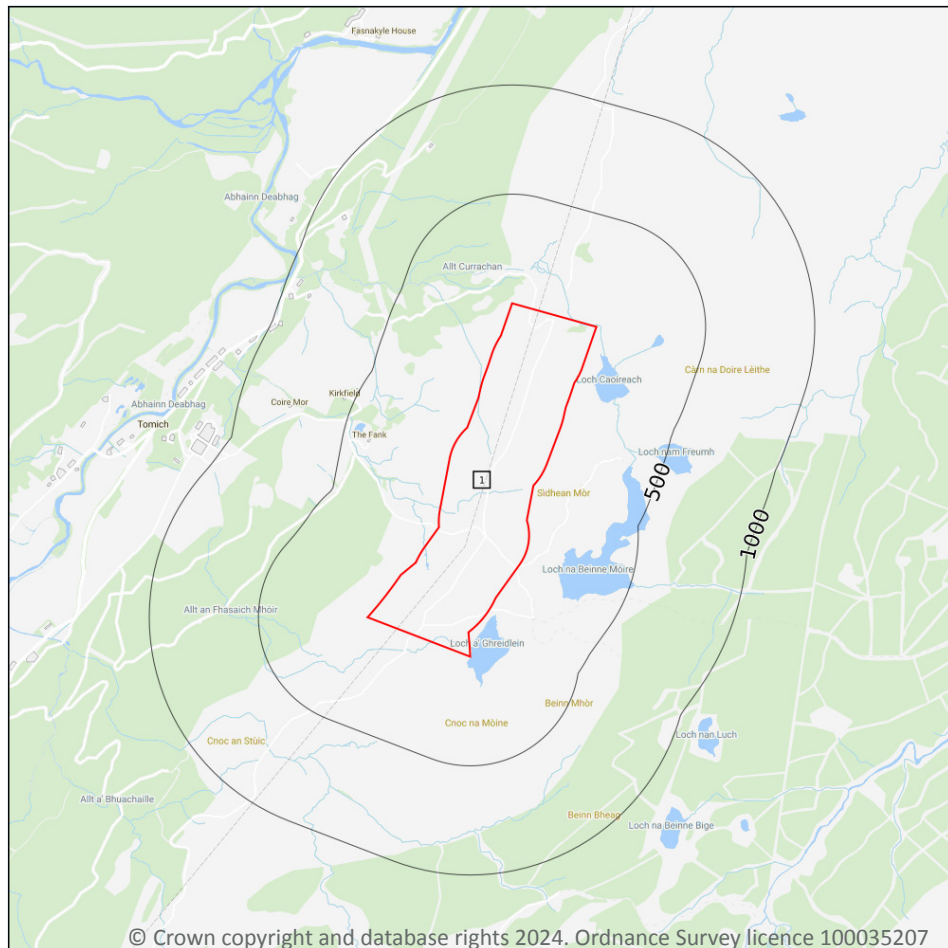 Fasnakyle House
Abhainn Deabhag
Allt Currachan
Càrn na Doire Lèithe
Loch Caoireach
Kirkfield
Coire Mor
Abhainn Deabhag
Tomich
The Fank
Loch nam Freumh
500
1
Sìdhean Mòr
1000
Loch na Beinne Mòire
Allt an Fhasaich Mhòir
Loch a' Ghreidlein
Beinn Mhòr
Cnoc na Mòine
Loch nan Luch
Cnoc an Stùic
Allt a' Bhuachaille
Beinn Bheag
Loch na Beinne Bige
© Crown copyright and database rights 2024. Ordnance Survey licence 100035207